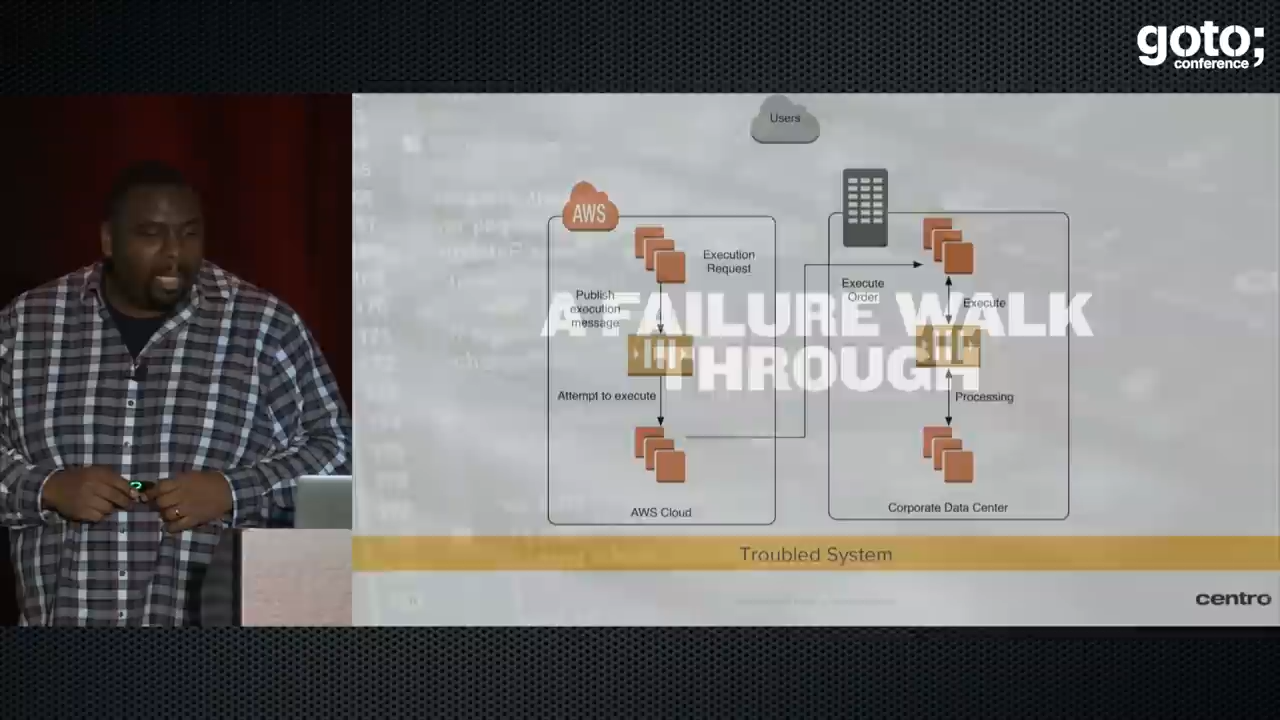 goto;
conference
Users
AWS
Execution
Request
Publish
execution
message
Execute
Order
Execute
A FAILURE WALK
THROUGH
Attempt to execute
Processing
AWS Cloud
Corporate Data Center
Troubled System
centro